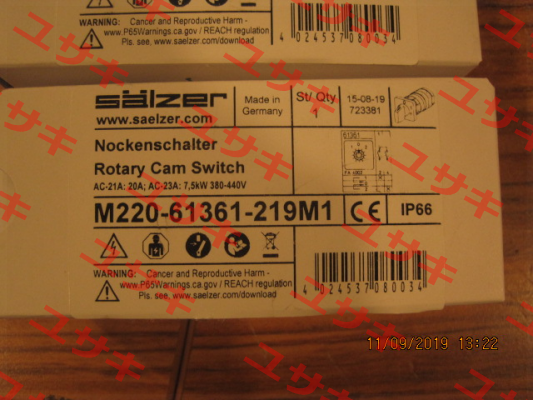 WARNING: Cancer and Reproductive Harm -
www.P65Warnings.ca.gov / REACH regulation
Pls. see www.saelzer.com/download
4 024537 080034
sälzer
www.saelzer.com
Made in
Germany
St/ Qty
1
15-08-19
723381
Nockenschalter
Rotary Cam Switch
AC-21A: 20A; AC-23A: 7,5kW 380-440V
61361
M220-61361-219M1
CE
IP66
WARNING: Cancer and Reproductive Harm -
www.P65Warnings.ca.gov / REACH regulation
Pls. see www.saelzer.com/download
4 024537 080034
11/09/2019 13:22
ユサキ